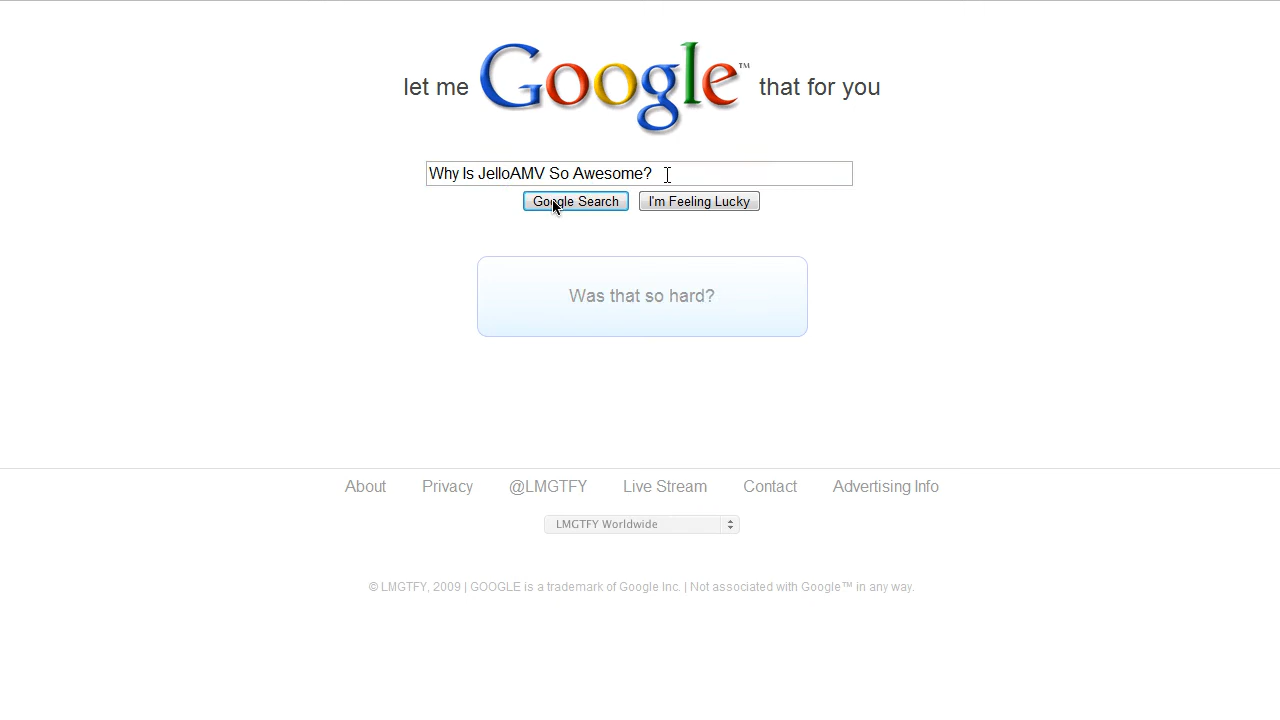 let me Google™ that for you
Why Is JelloAMV So Awesome?
Google Search I'm Feeling Lucky
Was that so hard?
About Privacy @LMGTFY Live Stream Contact Advertising Info
LMGTFY Worldwide
© LMGTFY, 2009 | GOOGLE is a trademark of Google Inc. | Not associated with Google™ in any way.